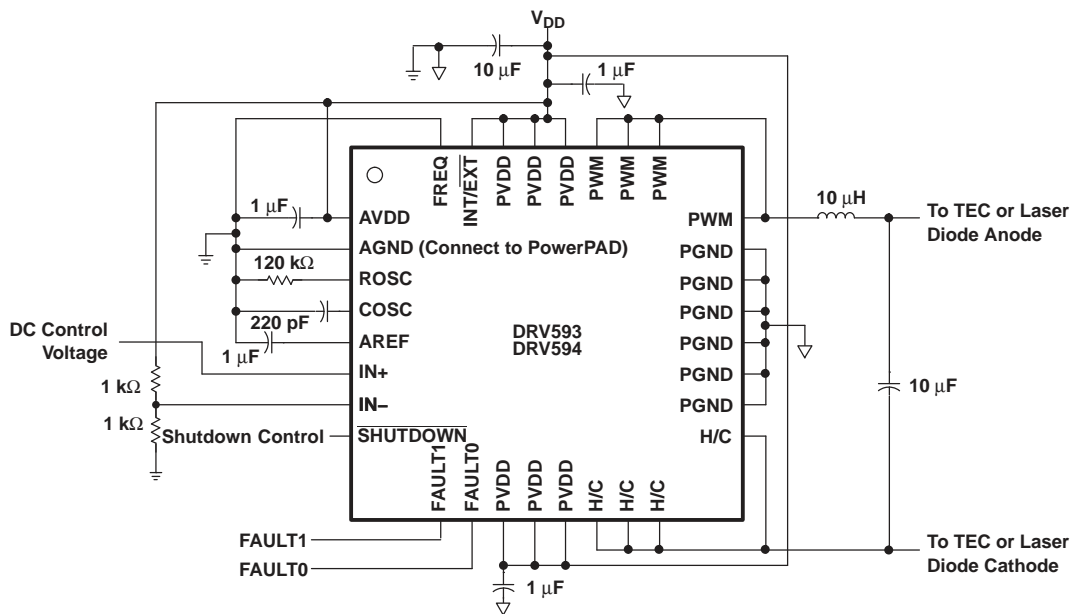 VDD
10 µF
1 µF
FREQ
INT/EXT
PVDD
PVDD
PVDD
PWM
PWM
PWM
1 µF
AVDD
AGND (Connect to PowerPAD)
120 kΩ
ROSC
COSC
220 pF
AREF
1 µF
DC Control
Voltage
IN+
1 kΩ
IN–
1 kΩ
Shutdown Control
SHUTDOWN
DRV593
DRV594
PWM
PGND
PGND
PGND
PGND
PGND
PGND
H/C
10 µH
To TEC or Laser
Diode Anode
10 µF
FAULT1
FAULT0
PVDD
PVDD
PVDD
H/C
H/C
H/C
FAULT1
FAULT0
1 µF
To TEC or Laser
Diode Cathode